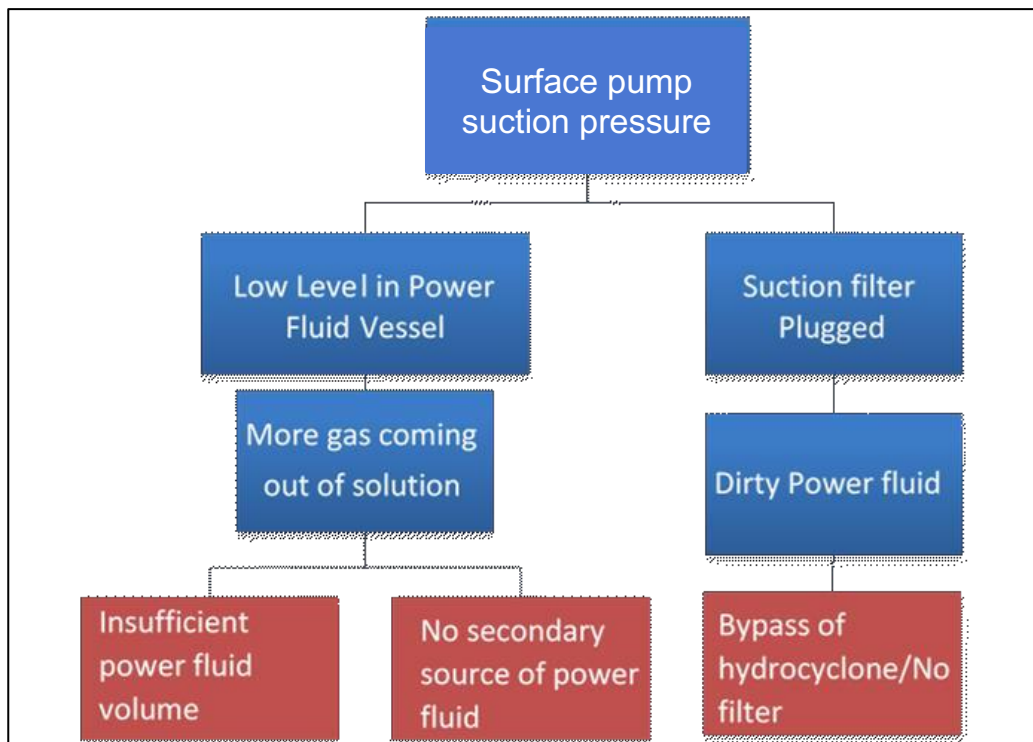 Surface pump
suction pressure
Low Level in Power
Fluid Vessel
Suction filter
Plugged
More gas coming
out of solution
Dirty Power fluid
Insufficient
power fluid
volume
No secondary
source of power
fluid
Bypass of
hydrocyclone/No
filter